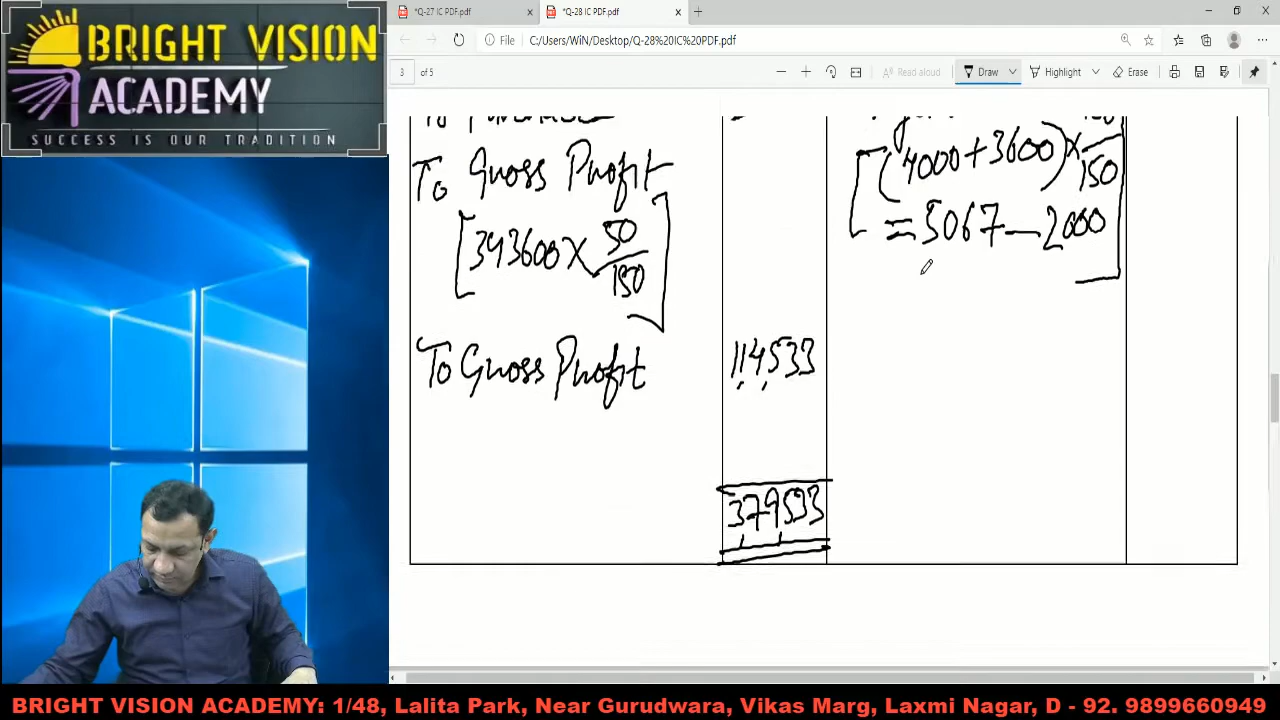 BRIGHT VISION
ACADEMY
SUCCESS IS OUR TRADITION
*Q-27 IC PDF.pdf
*Q-28 IC PDF.pdf
File
C:/Users/WiN/Desktop/Q-28%20IC%20PDF.pdf
3 of 5
Read aloud
Draw
Highlight
Erase
To Gross Profit
[343600 × 50/150]
To Gross Profit 114533
379533
[(4000+3600) × /150
= 5067 — 2000]
BRIGHT VISION ACADEMY: 1/48, Lalita Park, Near Gurudwara, Vikas Marg, Laxmi Nagar, D - 92. 9899660949